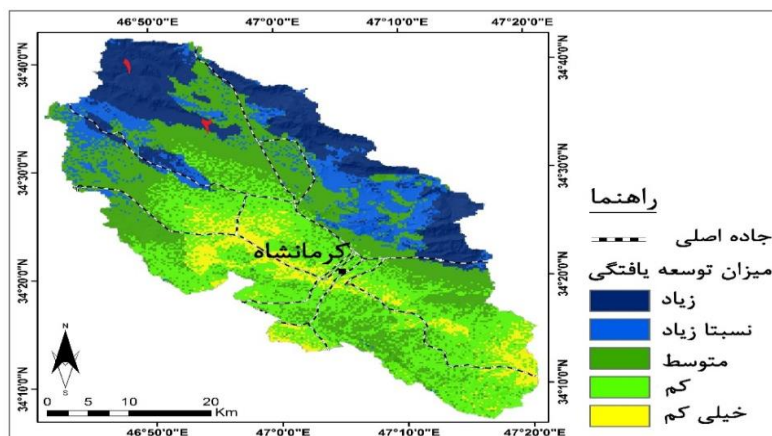 46°50'0"E 47°0'0"E 47°10'0"E 47°20'0"E
34°40'0"N 34°40'0"N
34°30'0"N 34°30'0"N
34°20'0"N 34°20'0"N
34°10'0"N 34°10'0"N
کرمانشاه
راهنما
جاده اصلی
میزان توسعه یافتگی
زیاد
نسبتا زیاد
متوسط
کم
خیلی کم
N
S
0 5 10 20
Km
46°50'0"E 47°0'0"E 47°10'0"E 47°20'0"E